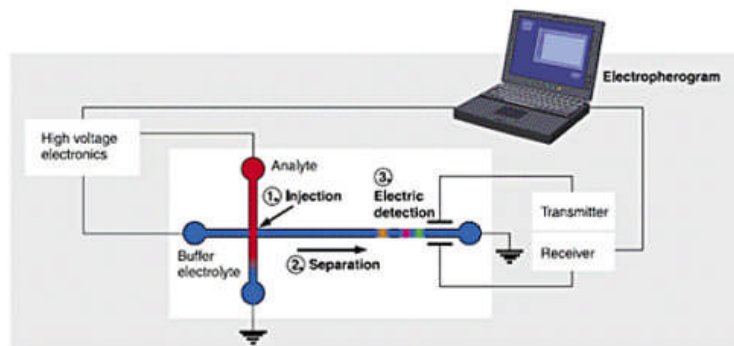 Electropherogram
High voltage
electronics
Analyte
1. Injection
3.
Electric
detection
Transmitter
Receiver
Buffer
electrolyte
2. Separation